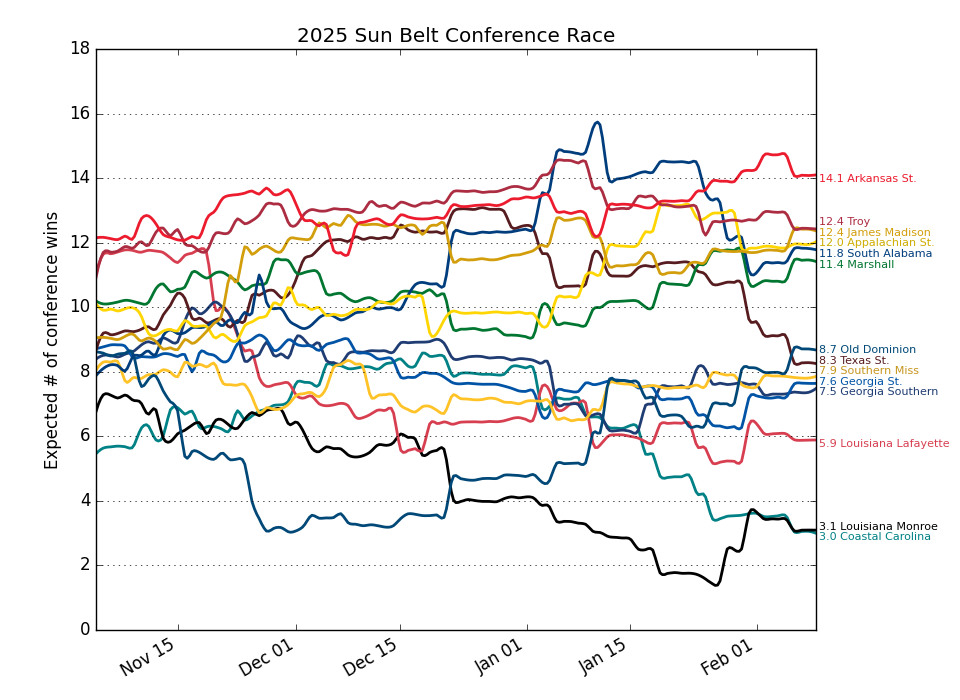 2025 Sun Belt Conference Race
Expected # of conference wins
18
16
14
12
10
8
6
4
2
0
14.1 Arkansas St.
12.4 Troy
12.4 James Madison
12.0 Appalachian St.
11.8 South Alabama
11.4 Marshall
8.7 Old Dominion
8.3 Texas St.
7.9 Southern Miss
7.6 Georgia St.
7.5 Georgia Southern
5.9 Louisiana Lafayette
3.1 Louisiana Monroe
3.0 Coastal Carolina
Nov 15
Dec 01
Dec 15
Jan 01
Jan 15
Feb 01